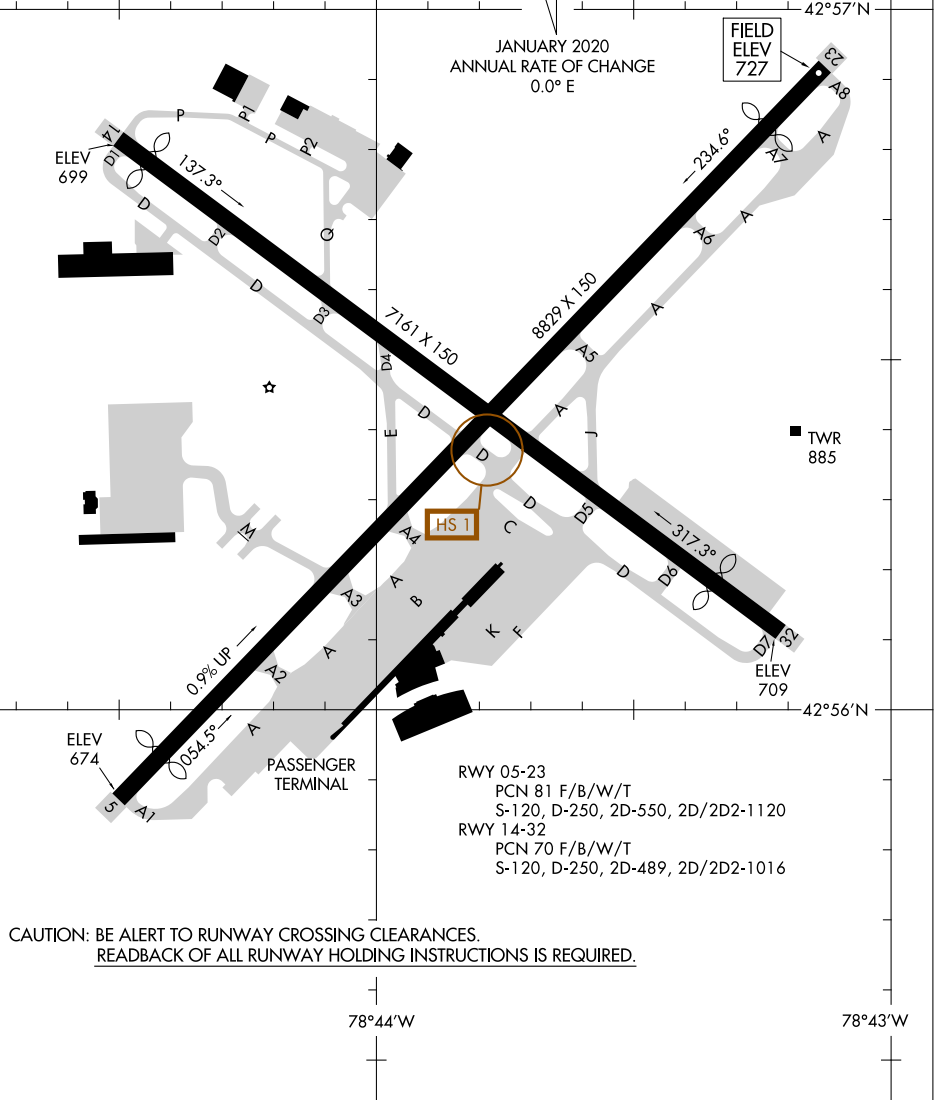 42°57'N
JANUARY 2020
ANNUAL RATE OF CHANGE
0.0° E
FIELD
ELEV
727
23
A8
A
A7
234.6°
P
P1
P
P2
14
D1
ELEV
699
137.3°
D
D2
Q
A
A6
D
D3
8829 X 150
A
7161 X 150
A5
D4
D
A
E
J
TWR
885
D
HS 1
D
D5
C
M
A4
317.3°
A
A3
B
D
D6
K
F
0.9% UP
A
A2
D7
32
ELEV
709
42°56'N
A
054.5°
ELEV
674
5
A1
PASSENGER
TERMINAL
RWY 05-23
PCN 81 F/B/W/T
S-120, D-250, 2D-550, 2D/2D2-1120
RWY 14-32
PCN 70 F/B/W/T
S-120, D-250, 2D-489, 2D/2D2-1016
CAUTION: BE ALERT TO RUNWAY CROSSING CLEARANCES.
READBACK OF ALL RUNWAY HOLDING INSTRUCTIONS IS REQUIRED.
78°44'W
78°43'W